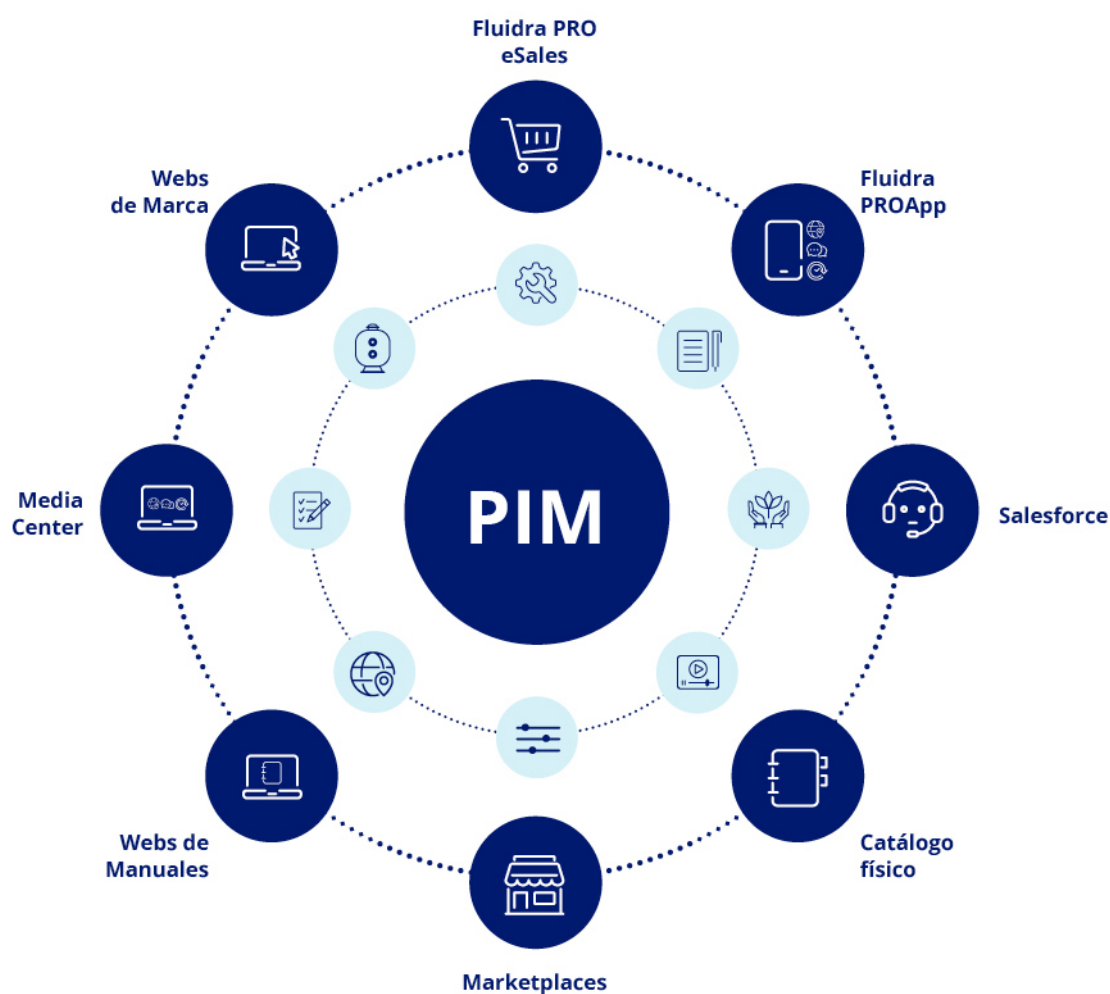 Fluidra PRO
eSales
Webs
de Marca
Fluidra
PROApp
Media
Center
PIM
Salesforce
Webs de
Manuales
Catálogo
físico
Marketplaces